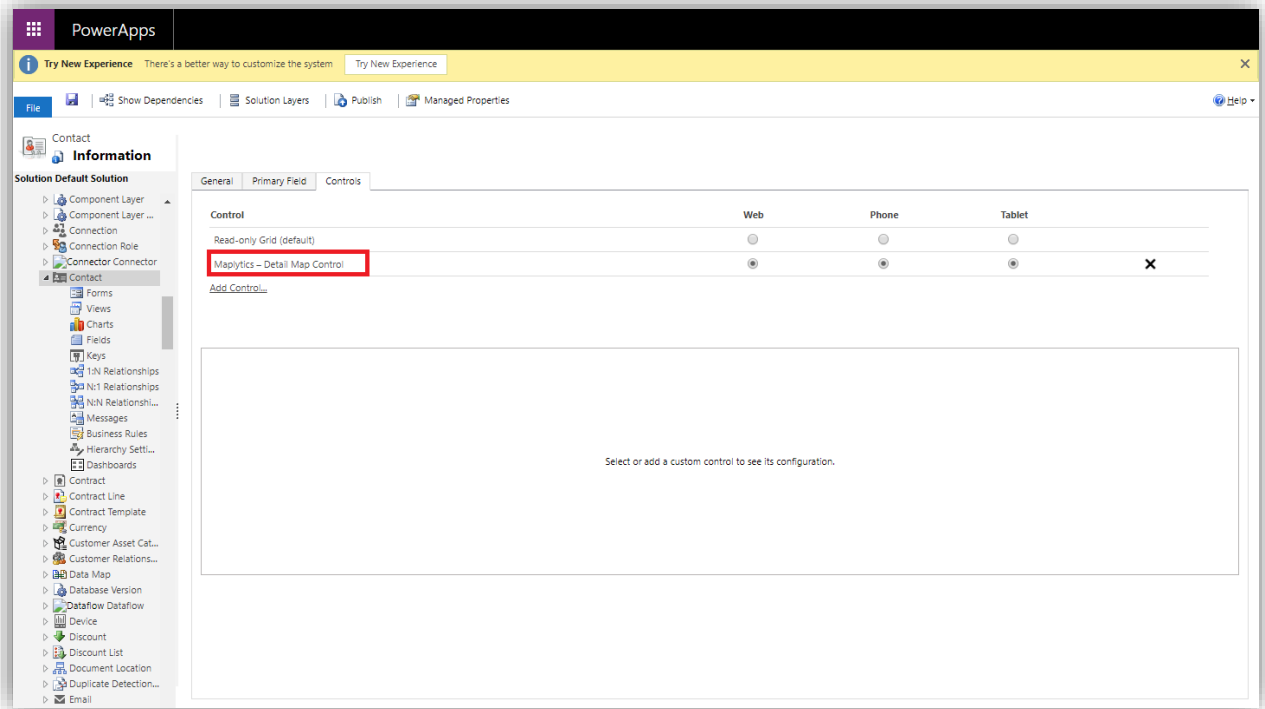 PowerApps
Try New Experience There's a better way to customize the system Try New Experience
File Show Dependencies Solution Layers Publish Managed Properties Help
Contact
Information
Solution Default Solution
General Primary Field Controls
Component Layer
Component Layer ...
Connection
Connection Role
Connector Connector
Contact
Forms
Views
Charts
Fields
Keys
1:N Relationships
N:1 Relationships
N:N Relationshi...
Messages
Business Rules
Hierarchy Setti...
Dashboards
Contract
Contract Line
Contract Template
Currency
Customer Asset Cat...
Customer Relations...
Data Map
Database Version
Dataflow Dataflow
Device
Discount
Discount List
Document Location
Duplicate Detection...
Email
Control Web Phone Tablet
Read-only Grid (default)
Maplytics – Detail Map Control
Add Control...
Select or add a custom control to see its configuration.